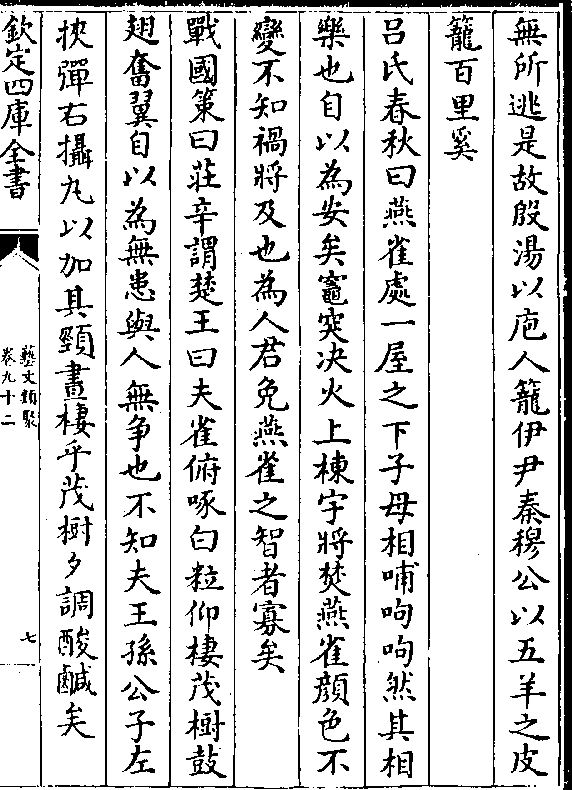 無所逃是故殷湯以庖人籠伊尹秦穆公以五羊之皮
籠百里奚
吕氏春秋曰燕雀處一屋之下子母相哺呴呴然其相
樂也自以為安矣竈突决火上棟宇將焚燕雀顔色不
變不知禍將及也為人君免燕雀之智者寡矣
戰國策曰莊辛謂楚王曰夫雀俯啄白粒仰棲茂樹鼓
翅奮翼自以為無患與人無争也不知夫王孫公子左
挾彈右攝丸以加其頸晝棲乎茂樹夕調酸鹹矣
欽定四庫全書
藝文類聚
卷九十二
七